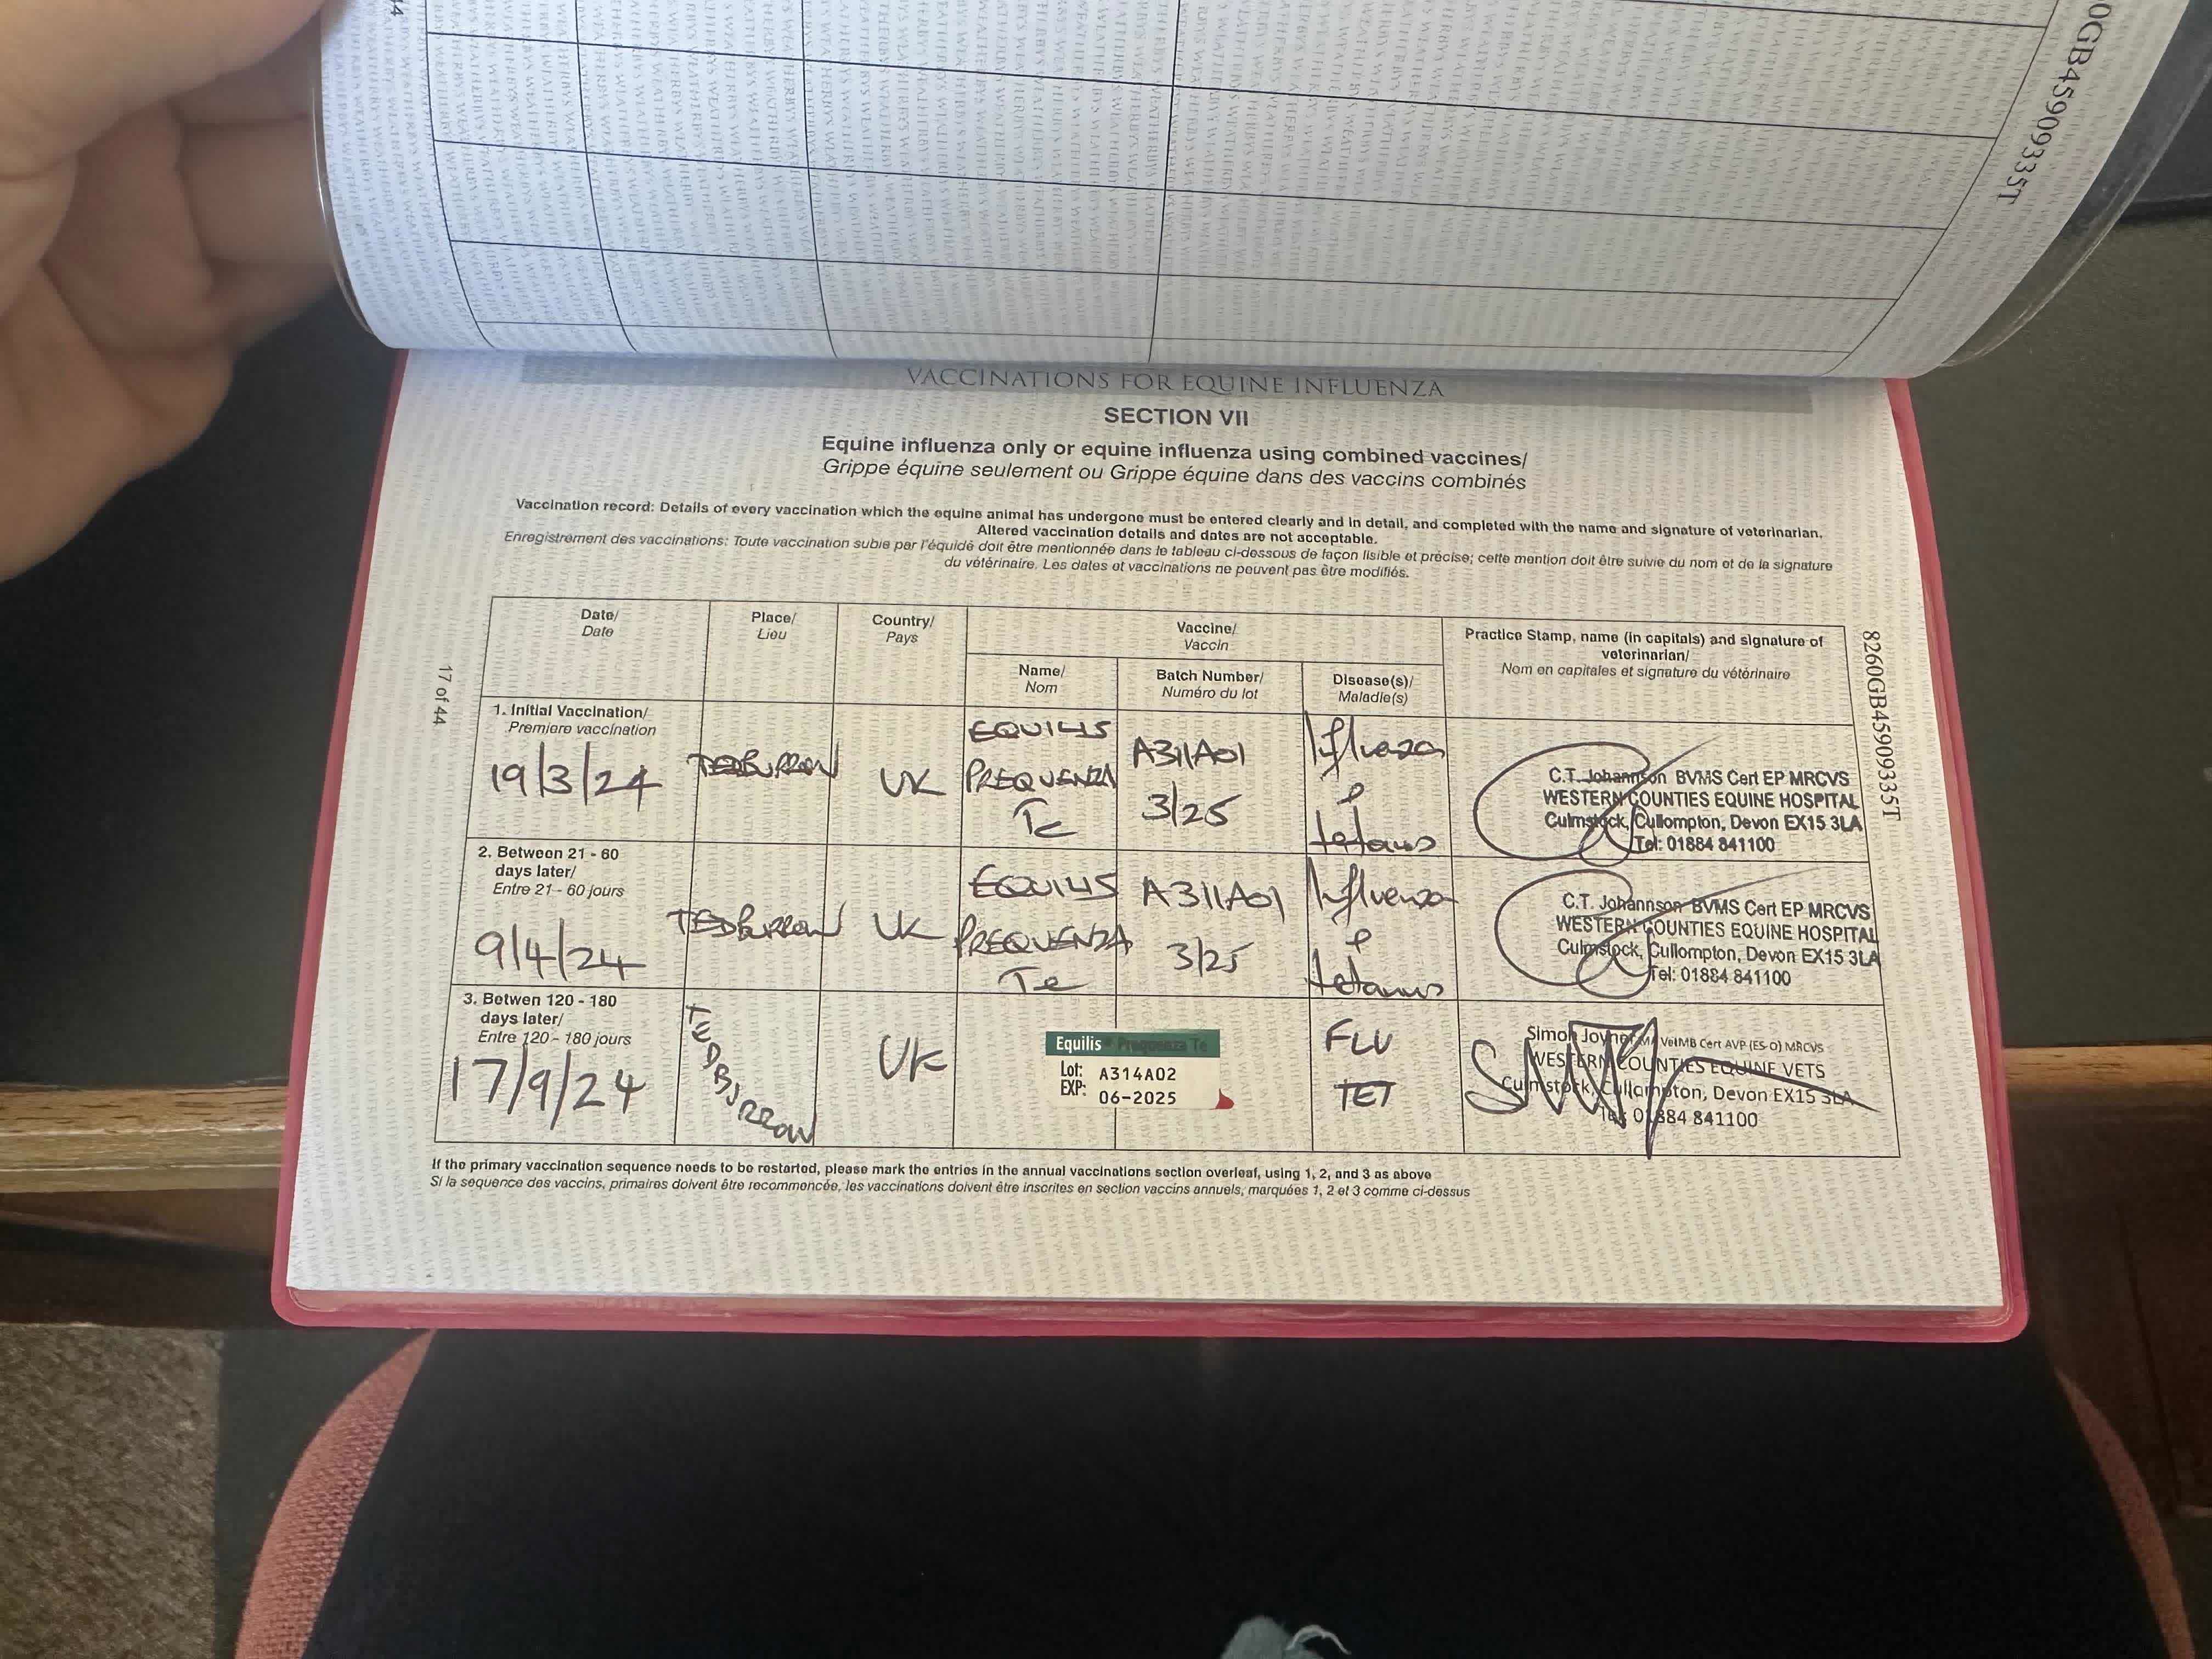 0GB45909335T
44
VACCINATIONS FOR EQUINE INFLUENZA
SECTION VII
Equine influenza only or equine influenza using combined vaccines/
Grippe équine seulement ou Grippe équine dans des vaccins combinés
Vaccination record: Details of every vaccination which the equine animal has undergone must be entered clearly and in detail, and completed with the name and signature of veterinarian.
Altered vaccination details and dates are not acceptable.
Enregistrement des vaccinations: Toute vaccination subie par l'équidé doit être mentionnée dans le tableau ci-dessous de façon lisible et précise; cette mention doit être suivie du nom et de la signature
du vétérinaire. Les dates et vaccinations ne peuvent pas être modifiés.
17 of 44
8260GB45909335T
Date/
Date
Place/
Lieu
Country/
Pays
Vaccine/
Vaccin
Name/
Nom
Batch Number/
Numéro du lot
Disease(s)/
Maladie(s)
Practice Stamp, name (in capitals) and signature of
veterinarian/
Nom en capitales et signature du vétérinaire
1. Initial Vaccination/
Premiere vaccination
19/3/24
TEDBURROW
UK
EQUILIS
PREQUENZA
Te
A311A01
3/25
Influenza
&
tetanus
C.T. Johannson BVMS Cert EP MRCVS
WESTERN COUNTIES EQUINE HOSPITAL
Culmstock, Cullompton, Devon EX15 3LA
Tel: 01884 841100
2. Between 21 - 60
days later/
Entre 21 - 60 jours
9/4/24
TEDBURROW
UK
EQUILIS
PREQUENZA
Te
A311A01
3/25
Influenza
&
tetanus
C.T. Johannson BVMS Cert EP MRCVS
WESTERN COUNTIES EQUINE HOSPITAL
Culmstock, Cullompton, Devon EX15 3LA
Tel: 01884 841100
3. Betwen 120 - 180
days later/
Entre 120 - 180 jours
17/9/24
TEDBURROW
UK
Equilis Prequenza Te
Lot: A314A02
EXP: 06-2025
FLU
TET
Simon Joyner MA VetMB Cert AVP (ES-O) MRCVS
WESTERN COUNTIES EQUINE VETS
Culmstock, Cullompton, Devon EX15 3LA
Tel: 01884 841100
If the primary vaccination sequence needs to be restarted, please mark the entries in the annual vaccinations section overleaf, using 1, 2, and 3 as above
Si la sequence des vaccins, primaires doivent être recommencée, les vaccinations doivent être inscrites en section vaccins annuels, marquées 1, 2 et 3 comme ci-dessus